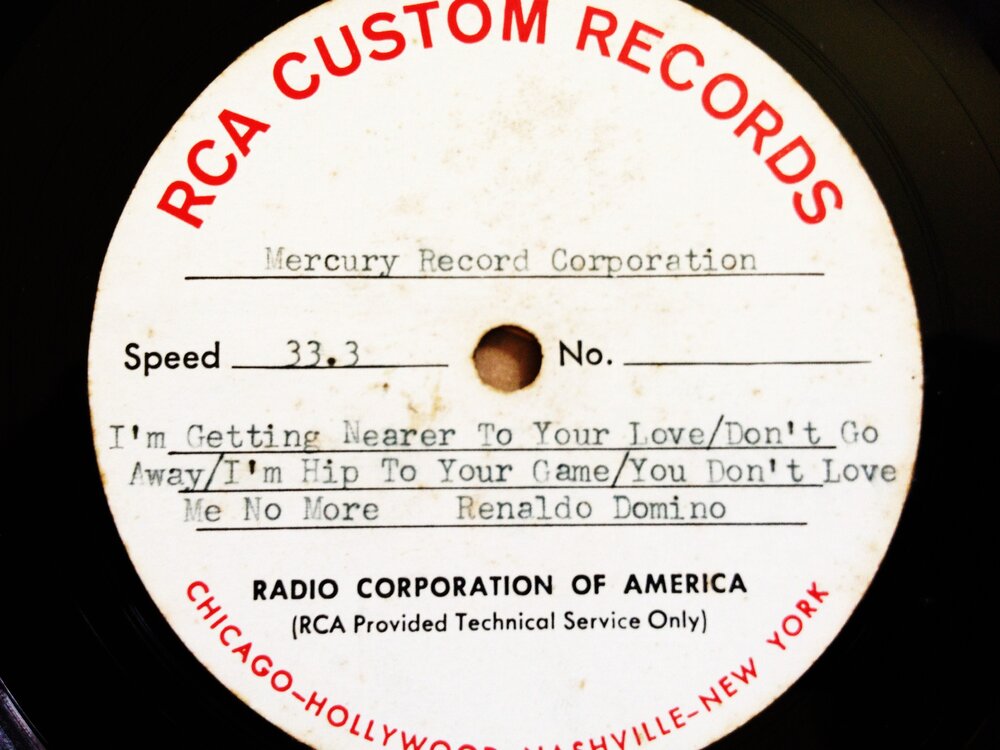 RCA CUSTOM RECORDS
Mercury Record Corporation
Speed 33.3 No.
I'm Getting Nearer To Your Love/Don't Go
Away/I'm Hip To Your Game/You Don't Love
Me No More Renaldo Domino
RADIO CORPORATION OF AMERICA
(RCA Provided Technical Service Only)
CHICAGO–HOLLYWOOD–NASHVILLE–NEW YORK